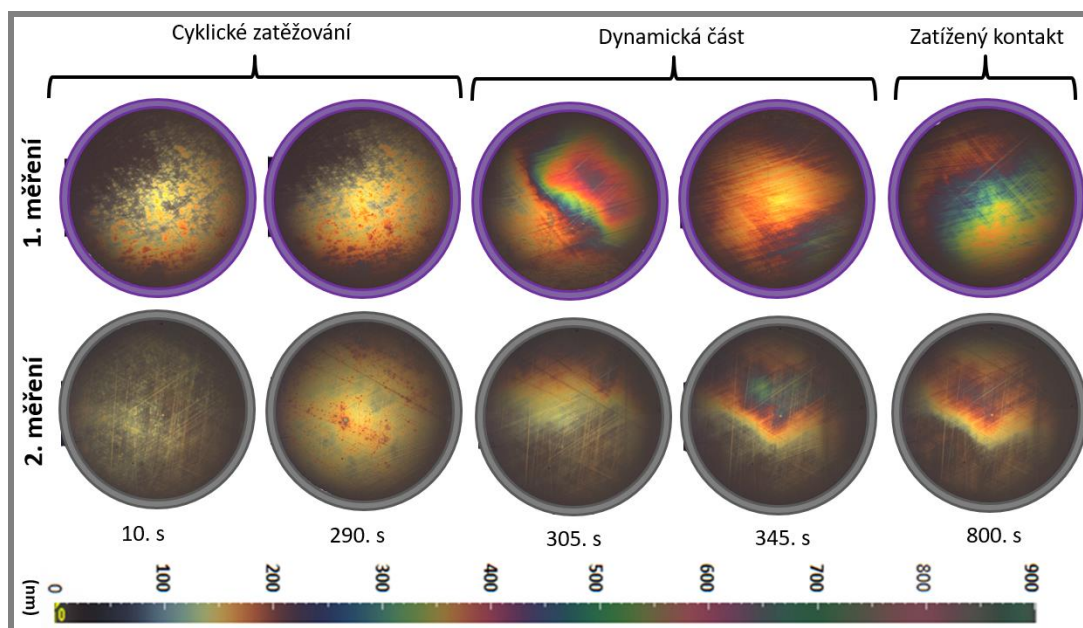 Cyklické zatěžování
Dynamická část
Zatížený kontakt
1. měření
2. měření
10. s
290. s
305. s
345. s
800. s
(nm)
0 100 200 300 400 500 600 700 800 900
0